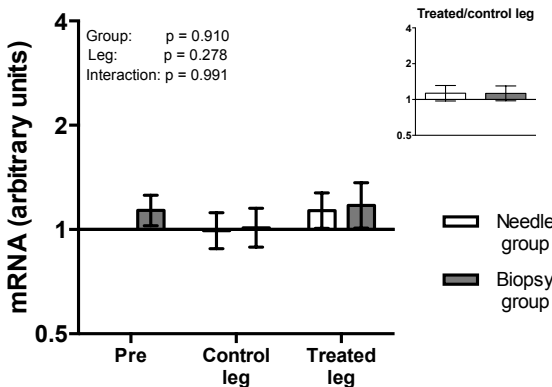 Group: p = 0.910
Leg: p = 0.278
Interaction: p = 0.991
mRNA (arbitrary units)
4
2
1
0.5
Pre
Control
leg
Treated
leg
Treated/control leg
4
2
1
0.5
Needle
group
Biopsy
group